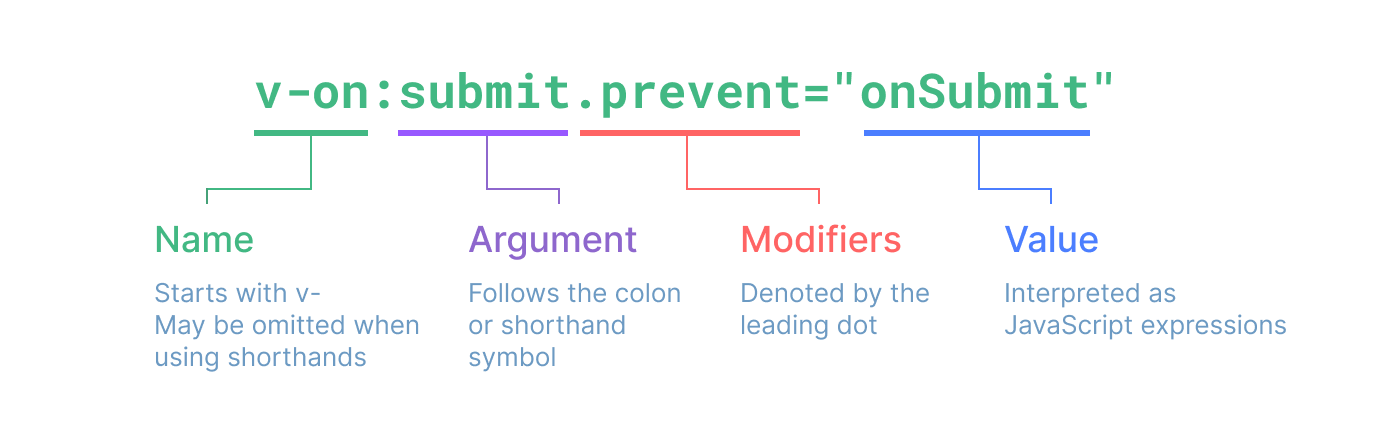 v-on:submit.prevent="onSubmit"
Name
Starts with v-
May be omitted when
using shorthands
Argument
Follows the colon
or shorthand
symbol
Modifiers
Denoted by the
leading dot
Value
Interpreted as
JavaScript expressions